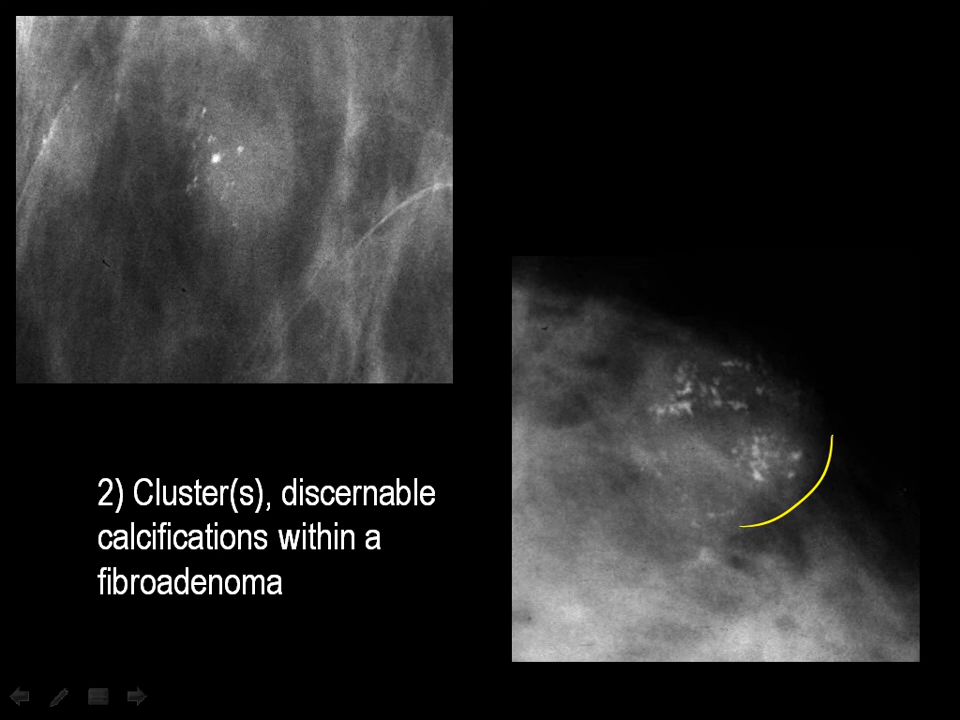 2) Cluster(s), discernable
calcifications within a
fibroadenoma